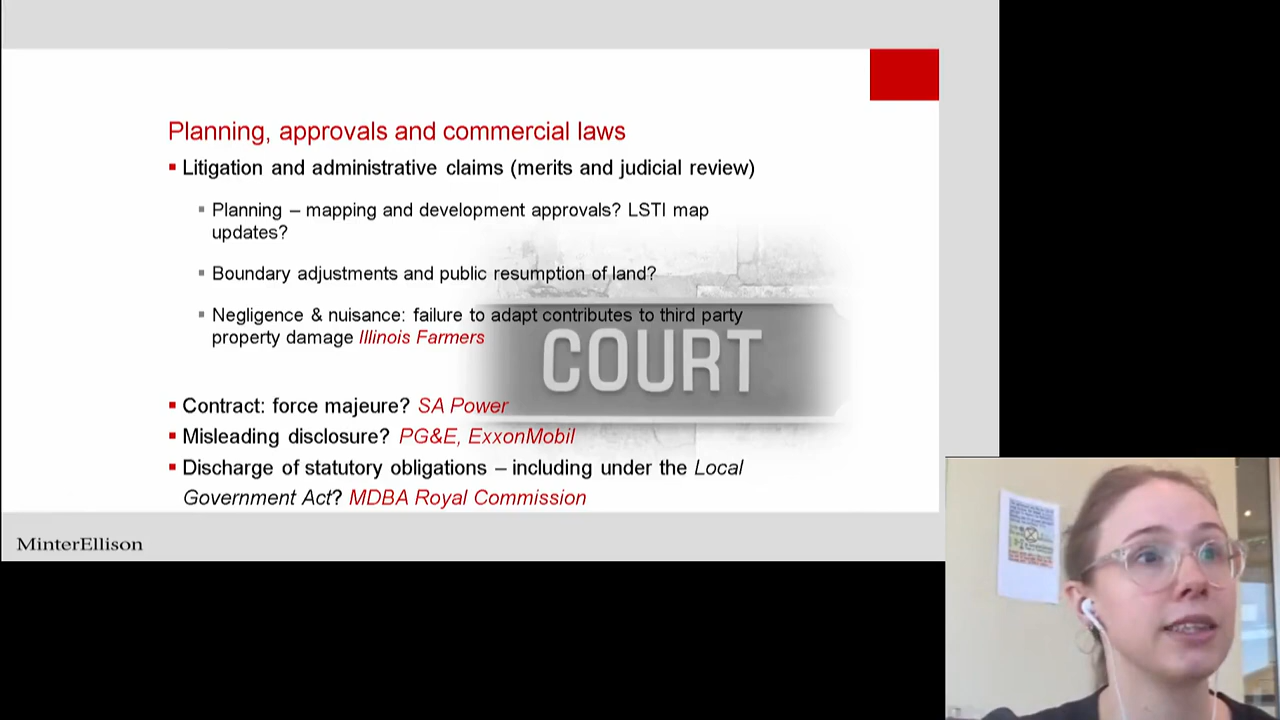 Planning, approvals and commercial laws
▪ Litigation and administrative claims (merits and judicial review)
▪ Planning – mapping and development approvals? LSTI map
updates?
▪ Boundary adjustments and public resumption of land?
▪ Negligence & nuisance: failure to adapt contributes to third party
property damage Illinois Farmers
COURT
▪ Contract: force majeure? SA Power
▪ Misleading disclosure? PG&E, ExxonMobil
▪ Discharge of statutory obligations – including under the Local
Government Act? MDBA Royal Commission
MinterEllison